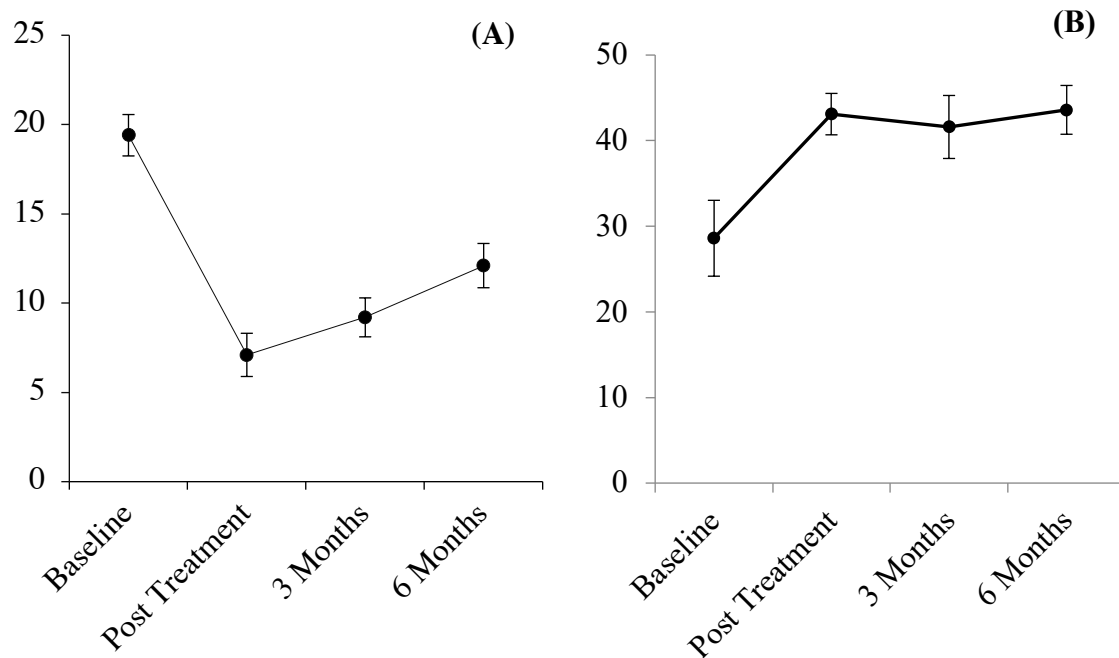 (A)
25
20
15
10
5
0
Baseline
Post Treatment
3 Months
6 Months
(B)
50
40
30
20
10
0
Baseline
Post Treatment
3 Months
6 Months